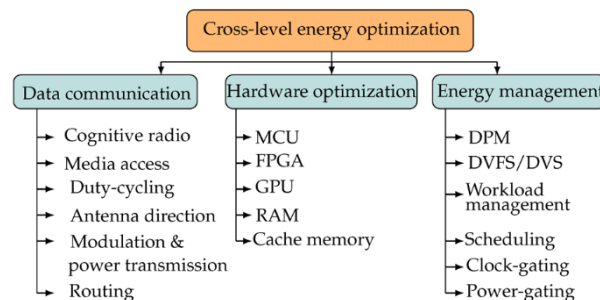 Cross-level energy optimization
Data communication
Cognitive radio
Media access
Duty-cycling
Antenna direction
Modulation &
power transmission
Routing
Hardware optimization
MCU
FPGA
GPU
RAM
Cache memory
Energy management
DPM
DVFS/DVS
Workload
management
Scheduling
Clock-gating
Power-gating